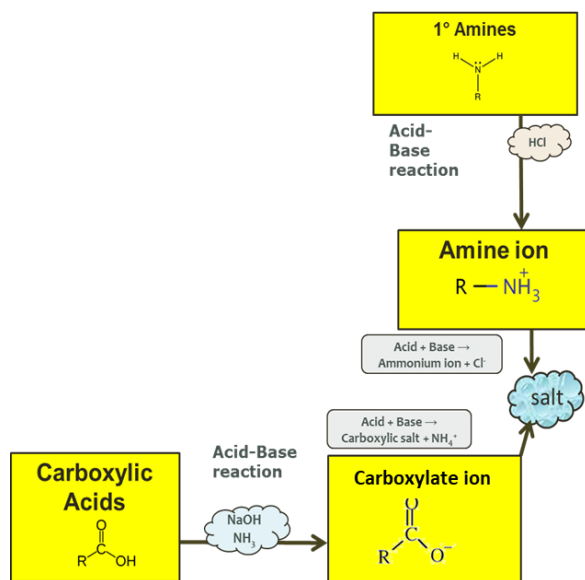 1° Amines
H
H
N
R
Acid-
Base
reaction
HCl
Amine ion
R — NH₃⁺
Acid + Base →
Ammonium ion + Cl⁻
salt
Acid + Base →
Carboxylic salt + NH₄⁺
Carboxylic
Acids
O
C
R
OH
Acid-Base
reaction
NaOH
NH₃
Carboxylate ion
O
C
R
O⁻